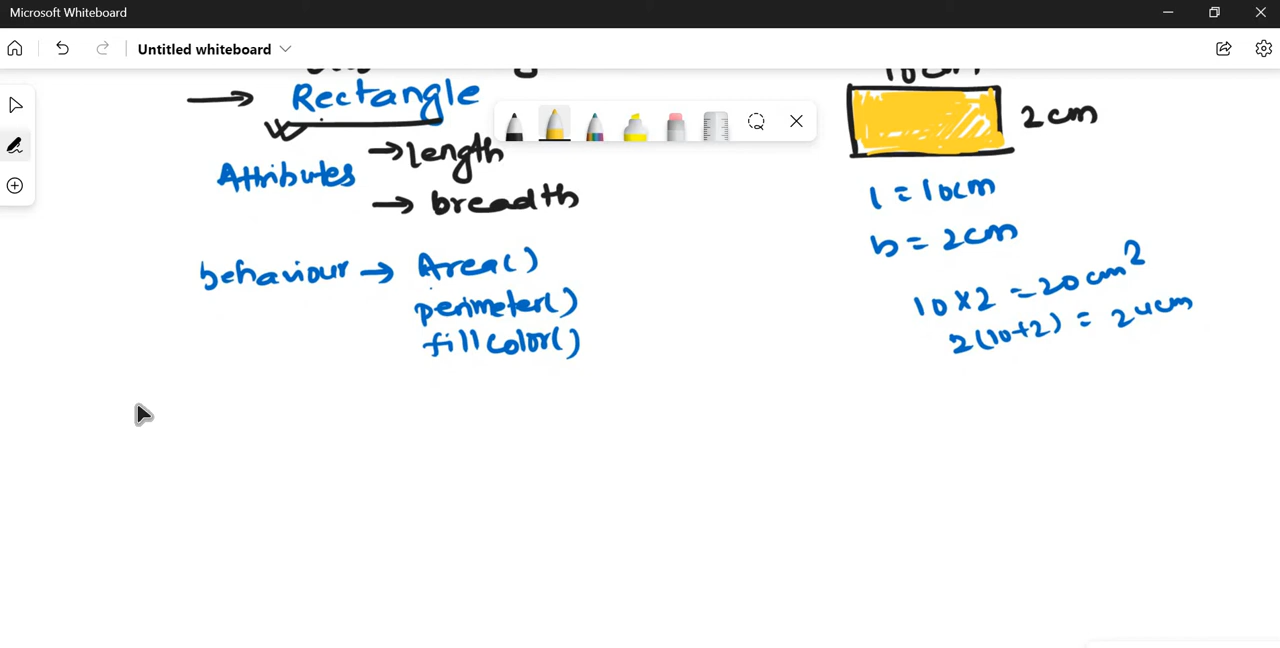 Microsoft Whiteboard
Untitled whiteboard
Rectangle
Attributes
→ length
→ breadth
behaviour → Area()
perimeter()
fillcolor()
2cm
l = 10cm
b = 2cm
10 × 2 = 20cm²
2(10+2) = 24cm